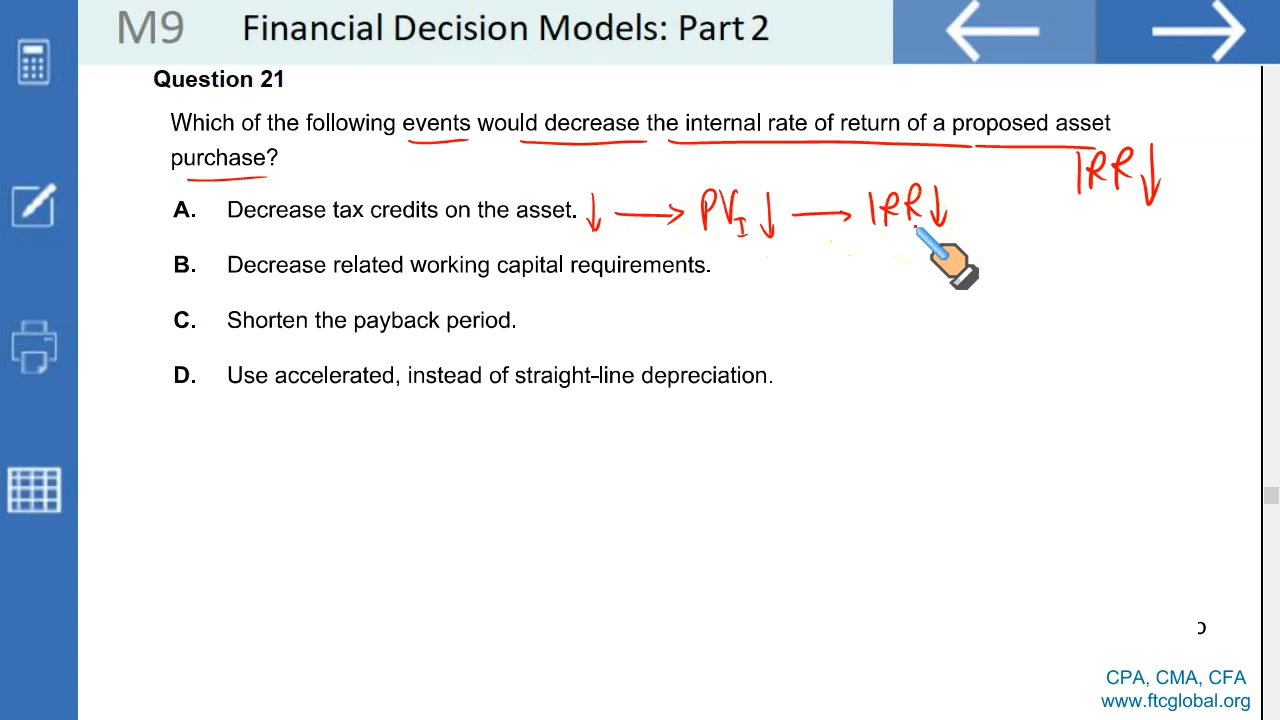 M9 Financial Decision Models: Part 2
Question 21
Which of the following events would decrease the internal rate of return of a proposed asset
purchase?
IRR ↓
A. Decrease tax credits on the asset. ↓ → PVI ↓ → IRR ↓
B. Decrease related working capital requirements.
C. Shorten the payback period.
D. Use accelerated, instead of straight-line depreciation.
CPA, CMA, CFA
www.ftcglobal.org